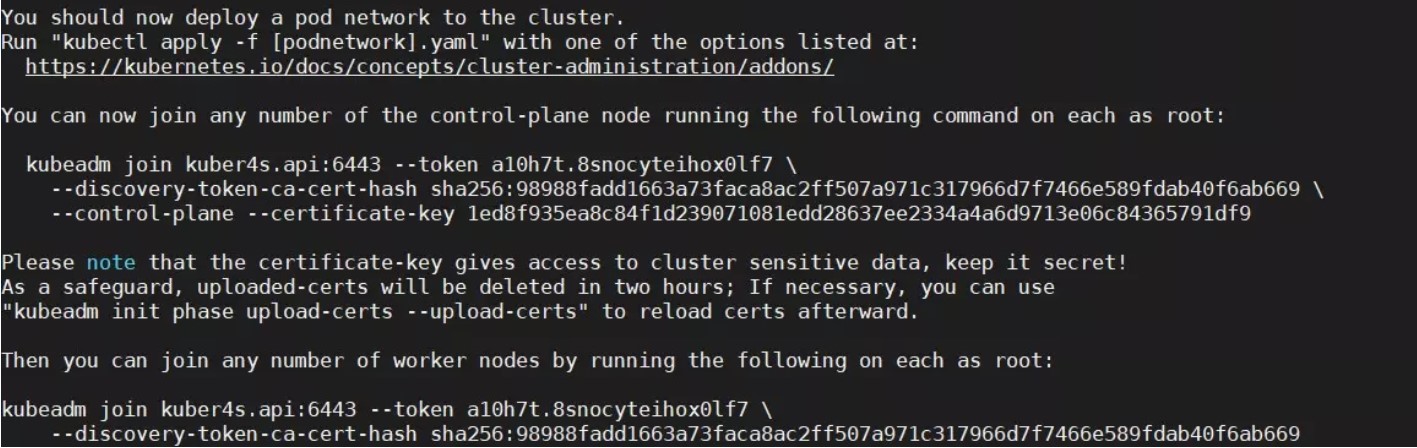 You should now deploy a pod network to the cluster.
Run "kubectl apply -f [podnetwork].yaml" with one of the options listed at:
https://kubernetes.io/docs/concepts/cluster-administration/addons/
You can now join any number of the control-plane node running the following command on each as root:
kubeadm join kuber4s.api:6443 --token a10h7t.8snocyteihox0lf7 \
--discovery-token-ca-cert-hash sha256:98988fadd1663a73faca8ac2ff507a971c317966d7f7466e589fdab40f6ab669 \
--control-plane --certificate-key 1ed8f935ea8c84f1d239071081edd28637ee2334a4a6d9713e06c84365791df9
Please note that the certificate-key gives access to cluster sensitive data, keep it secret!
As a safeguard, uploaded-certs will be deleted in two hours; If necessary, you can use
"kubeadm init phase upload-certs --upload-certs" to reload certs afterward.
Then you can join any number of worker nodes by running the following on each as root:
kubeadm join kuber4s.api:6443 --token a10h7t.8snocyteihox0lf7 \
--discovery-token-ca-cert-hash sha256:98988fadd1663a73faca8ac2ff507a971c317966d7f7466e589fdab40f6ab669